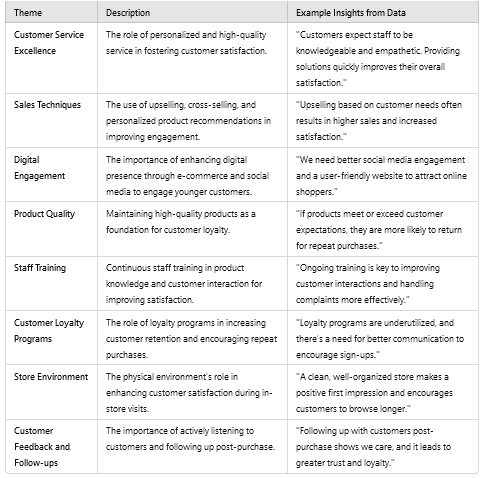 Theme Description Example Insights from Data
Customer Service Excellence
The role of personalized and high-quality
service in fostering customer satisfaction.
"Customers expect staff to be
knowledgeable and empathetic. Providing
solutions quickly improves their overall
satisfaction."
Sales Techniques
The use of upselling, cross-selling, and
personalized product recommendations in
improving engagement.
"Upselling based on customer needs often
results in higher sales and increased
satisfaction."
Digital
Engagement
The importance of enhancing digital
presence through e-commerce and social
media to engage younger customers.
"We need better social media engagement
and a user-friendly website to attract online
shoppers."
Product Quality
Maintaining high-quality products as a
foundation for customer loyalty.
"If products meet or exceed customer
expectations, they are more likely to return
for repeat purchases."
Staff Training
Continuous staff training in product
knowledge and customer interaction for
improving satisfaction.
"Ongoing training is key to improving
customer interactions and handling
complaints more effectively."
Customer Loyalty
Programs
The role of loyalty programs in increasing
customer retention and encouraging repeat
purchases.
"Loyalty programs are underutilized, and
there's a need for better communication to
encourage sign-ups."
Store Environment
The physical environment's role in
enhancing customer satisfaction during in-
store visits.
"A clean, well-organized store makes a
positive first impression and encourages
customers to browse longer."
Customer
Feedback and
Follow-ups
The importance of actively listening to
customers and following up post-purchase.
"Following up with customers post-
purchase shows we care, and it leads to
greater trust and loyalty."